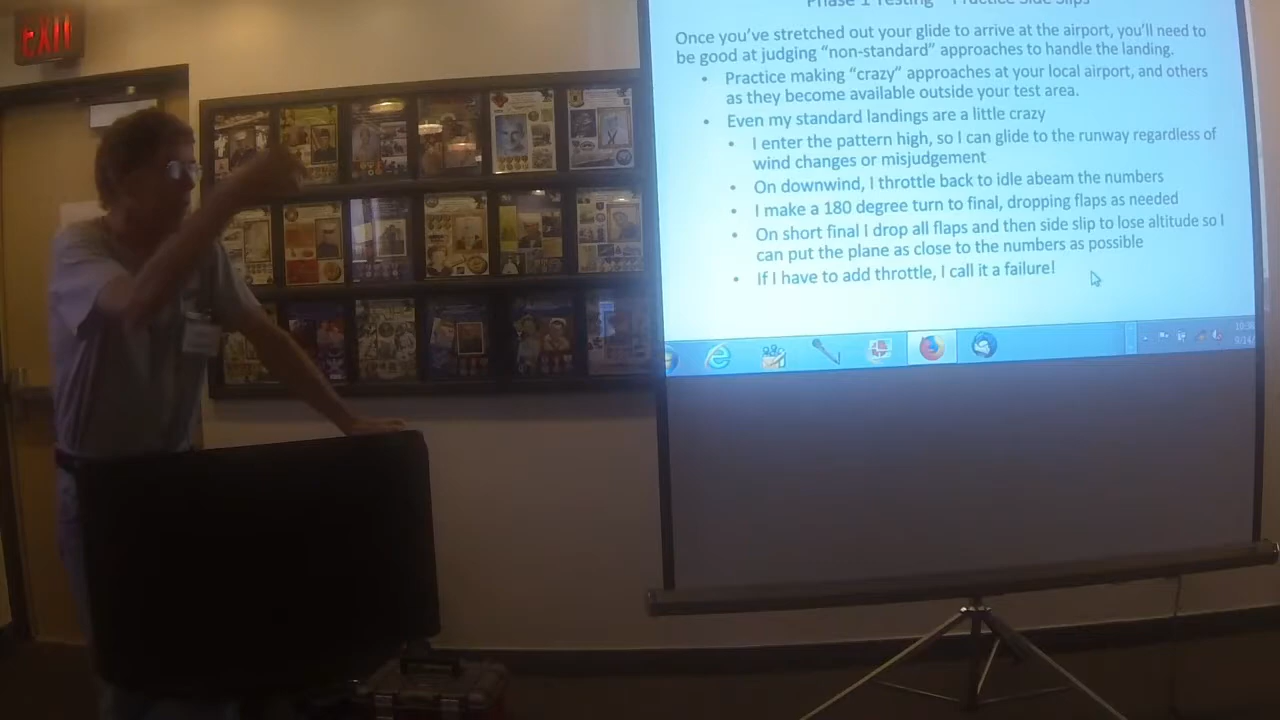 EXIT
Phase 1 Testing - Practice Side Slips
Once you've stretched out your glide to arrive at the airport, you'll need to
be good at judging "non-standard" approaches to handle the landing.
• Practice making "crazy" approaches at your local airport, and others
as they become available outside your test area.
• Even my standard landings are a little crazy
• I enter the pattern high, so I can glide to the runway regardless of
wind changes or misjudgement
• On downwind, I throttle back to idle abeam the numbers
• I make a 180 degree turn to final, dropping flaps as needed
• On short final I drop all flaps and then side slip to lose altitude so I
can put the plane as close to the numbers as possible
• If I have to add throttle, I call it a failure!